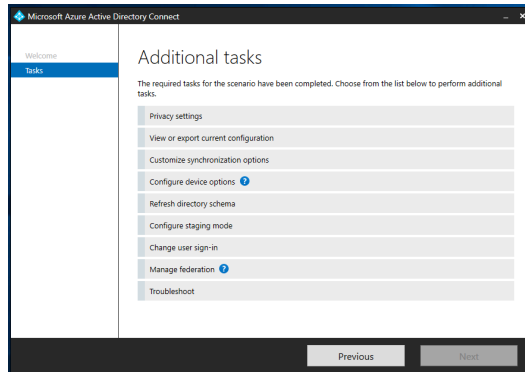 Microsoft Azure Active Directory Connect
Welcome
Tasks
Additional tasks
The required tasks for the scenario have been completed. Choose from the list below to perform additional
tasks.
Privacy settings
View or export current configuration
Customize synchronization options
Configure device options ?
Refresh directory schema
Configure staging mode
Change user sign-in
Manage federation ?
Troubleshoot
Previous
Next